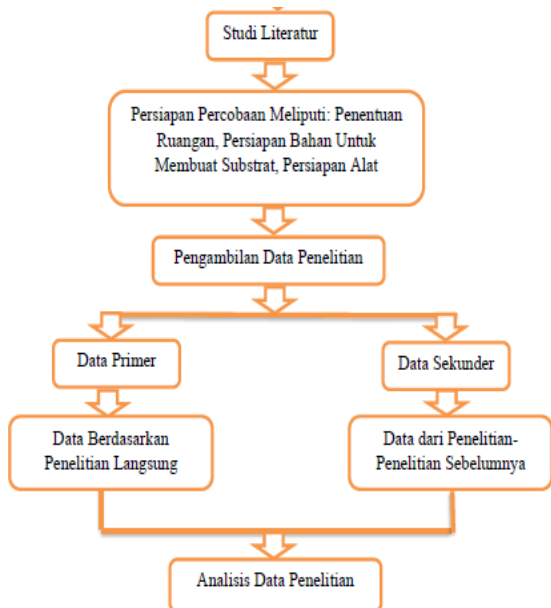 Studi Literatur
Persiapan Percobaan Meliputi: Penentuan
Ruangan, Persiapan Bahan Untuk
Membuat Substrat, Persiapan Alat
Pengambilan Data Penelitian
Data Primer
Data Sekunder
Data Berdasarkan
Penelitian Langsung
Data dari Penelitian-
Penelitian Sebelumnya
Analisis Data Penelitian